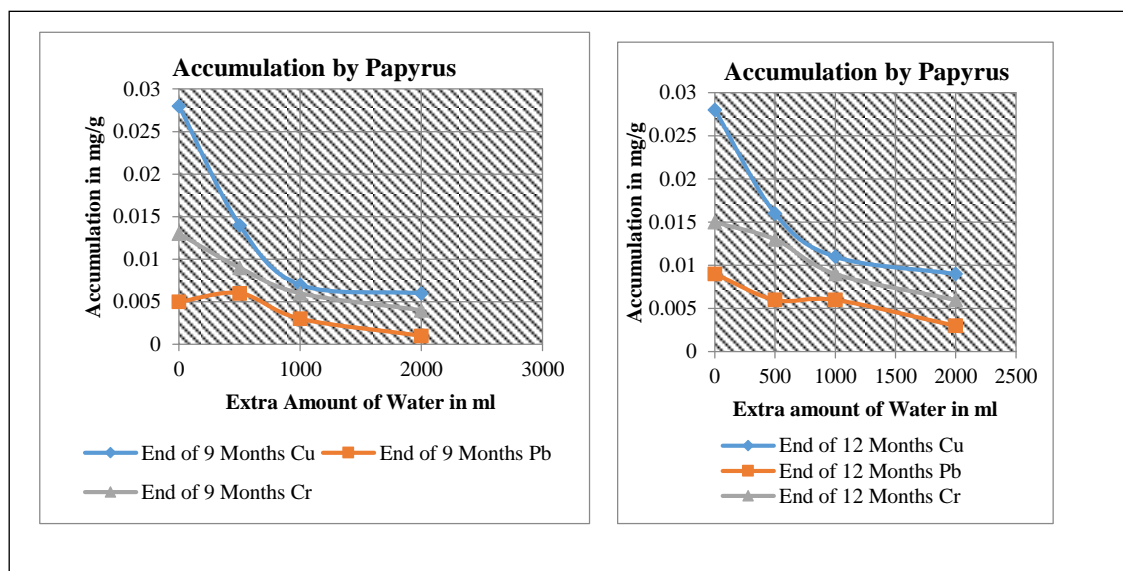 Accumulation by Papyrus
0.03
0.025
0.02
0.015
0.01
0.005
0
0 1000 2000 3000
Accumulation in mg/g
Extra Amount of Water in ml
End of 9 Months Cu End of 9 Months Pb
End of 9 Months Cr
Accumulation by Papyrus
0.03
0.025
0.02
0.015
0.01
0.005
0
0 500 1000 1500 2000 2500
Accumulation in mg/g
Extra amount of Water in ml
End of 12 Months Cu
End of 12 Months Pb
End of 12 Months Cr